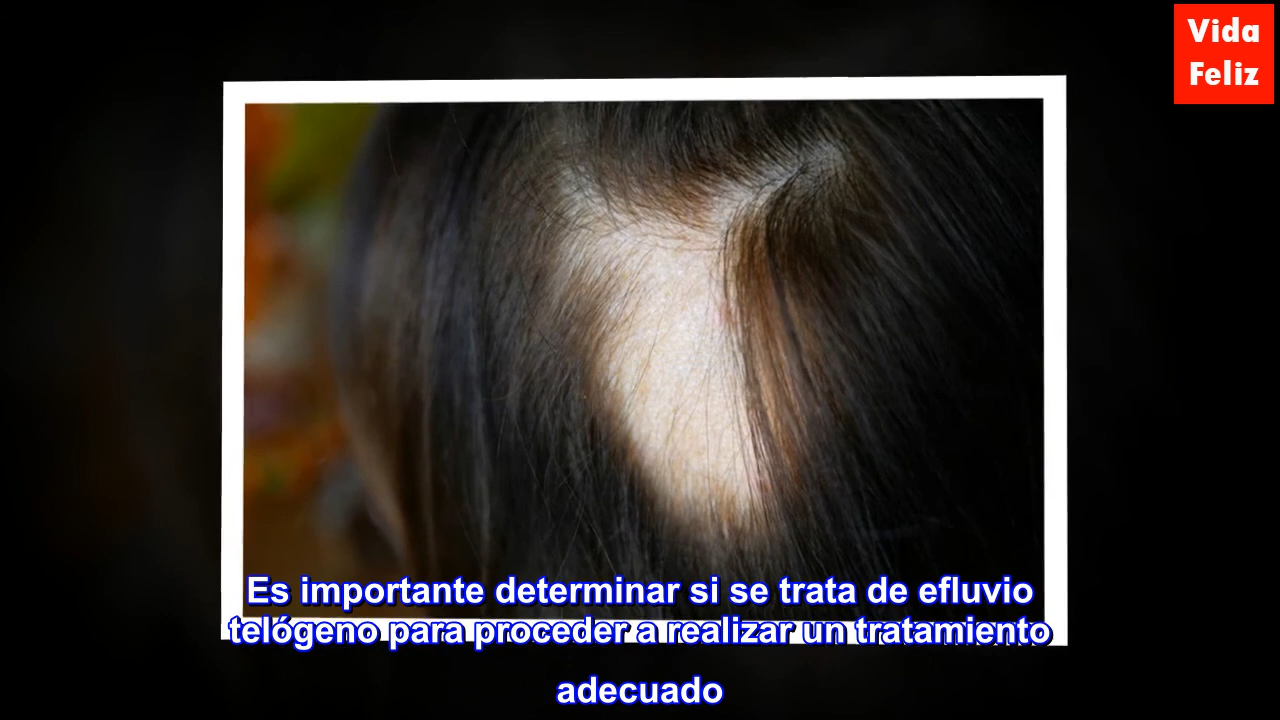 Vida
Feliz
Es importante determinar si se trata de efluvio
telógeno para proceder a realizar un tratamiento
adecuado